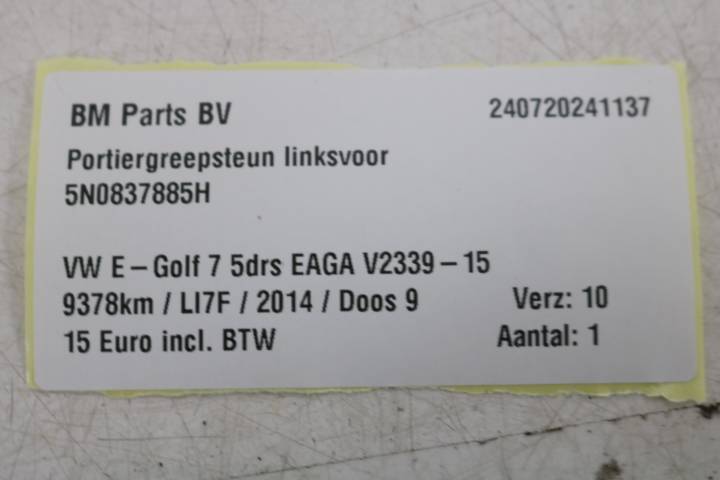 BM Parts BV 240720241137
Portiergreepsteun linksvoor
5N0837885H
VW E-Golf 7 5drs EAGA V2339-15
9378km / LI7F / 2014 / Doos 9 Verz: 10
15 Euro incl. BTW Aantal: 1